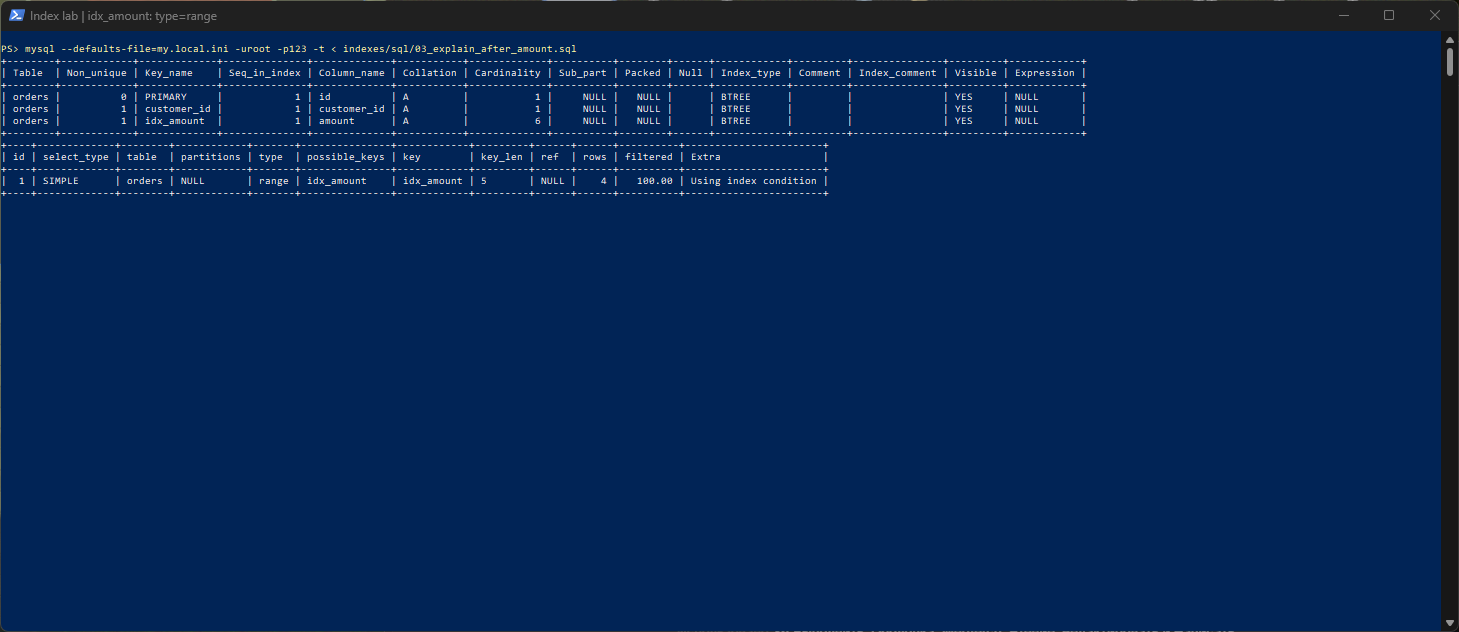 Index lab | idx_amount: type=range
PS> mysql --defaults-file=my.local.ini -uroot -p123 -t < indexes/sql/03_explain_after_amount.sql
+--------+------------+-------------+--------------+-------------+-----------+-------------+----------+--------+------+------------+---------+---------------+---------+------------+
| Table  | Non_unique | Key_name    | Seq_in_index | Column_name | Collation | Cardinality | Sub_part | Packed | Null | Index_type | Comment | Index_comment | Visible | Expression |
+--------+------------+-------------+--------------+-------------+-----------+-------------+----------+--------+------+------------+---------+---------------+---------+------------+
| orders |          0 | PRIMARY     |            1 | id          | A         |           1 |     NULL |   NULL |      | BTREE      |         |               | YES     | NULL       |
| orders |          1 | customer_id |            1 | customer_id | A         |           1 |     NULL |   NULL |      | BTREE      |         |               | YES     | NULL       |
| orders |          1 | idx_amount  |            1 | amount      | A         |           6 |     NULL |   NULL |      | BTREE      |         |               | YES     | NULL       |
+--------+------------+-------------+--------------+-------------+-----------+-------------+----------+--------+------+------------+---------+---------------+---------+------------+
+----+-------------+--------+------------+-------+---------------+------------+---------+------+------+----------+-----------------------+
| id | select_type | table  | partitions | type  | possible_keys | key        | key_len | ref  | rows | filtered | Extra                 |
+----+-------------+--------+------------+-------+---------------+------------+---------+------+------+----------+-----------------------+
|  1 | SIMPLE      | orders | NULL       | range | idx_amount    | idx_amount | 5       | NULL |    4 |   100.00 | Using index condition |
+----+-------------+--------+------------+-------+---------------+------------+---------+------+------+----------+-----------------------+